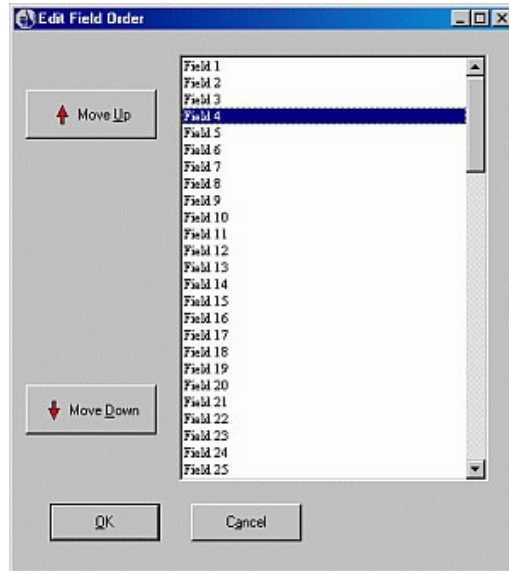 Edit Field Order
Move Up
Move Down
Field 1
Field 2
Field 3
Field 4
Field 5
Field 6
Field 7
Field 8
Field 9
Field 10
Field 11
Field 12
Field 13
Field 14
Field 15
Field 16
Field 17
Field 18
Field 19
Field 20
Field 21
Field 22
Field 23
Field 24
Field 25
OK
Cancel